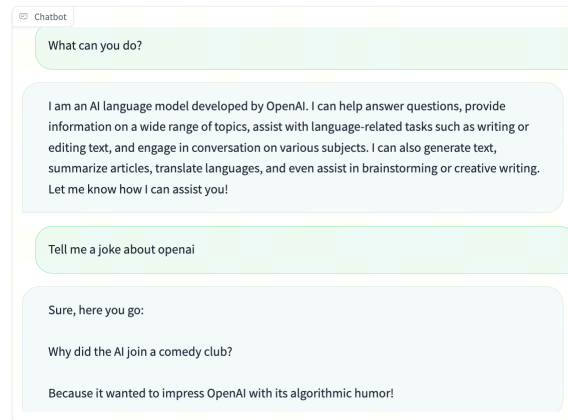 Chatbot
What can you do?
I am an AI language model developed by OpenAI. I can help answer questions, provide
information on a wide range of topics, assist with language-related tasks such as writing or
editing text, and engage in conversation on various subjects. I can also generate text,
summarize articles, translate languages, and even assist in brainstorming or creative writing.
Let me know how I can assist you!
Tell me a joke about openai
Sure, here you go:
Why did the AI join a comedy club?
Because it wanted to impress OpenAI with its algorithmic humor!